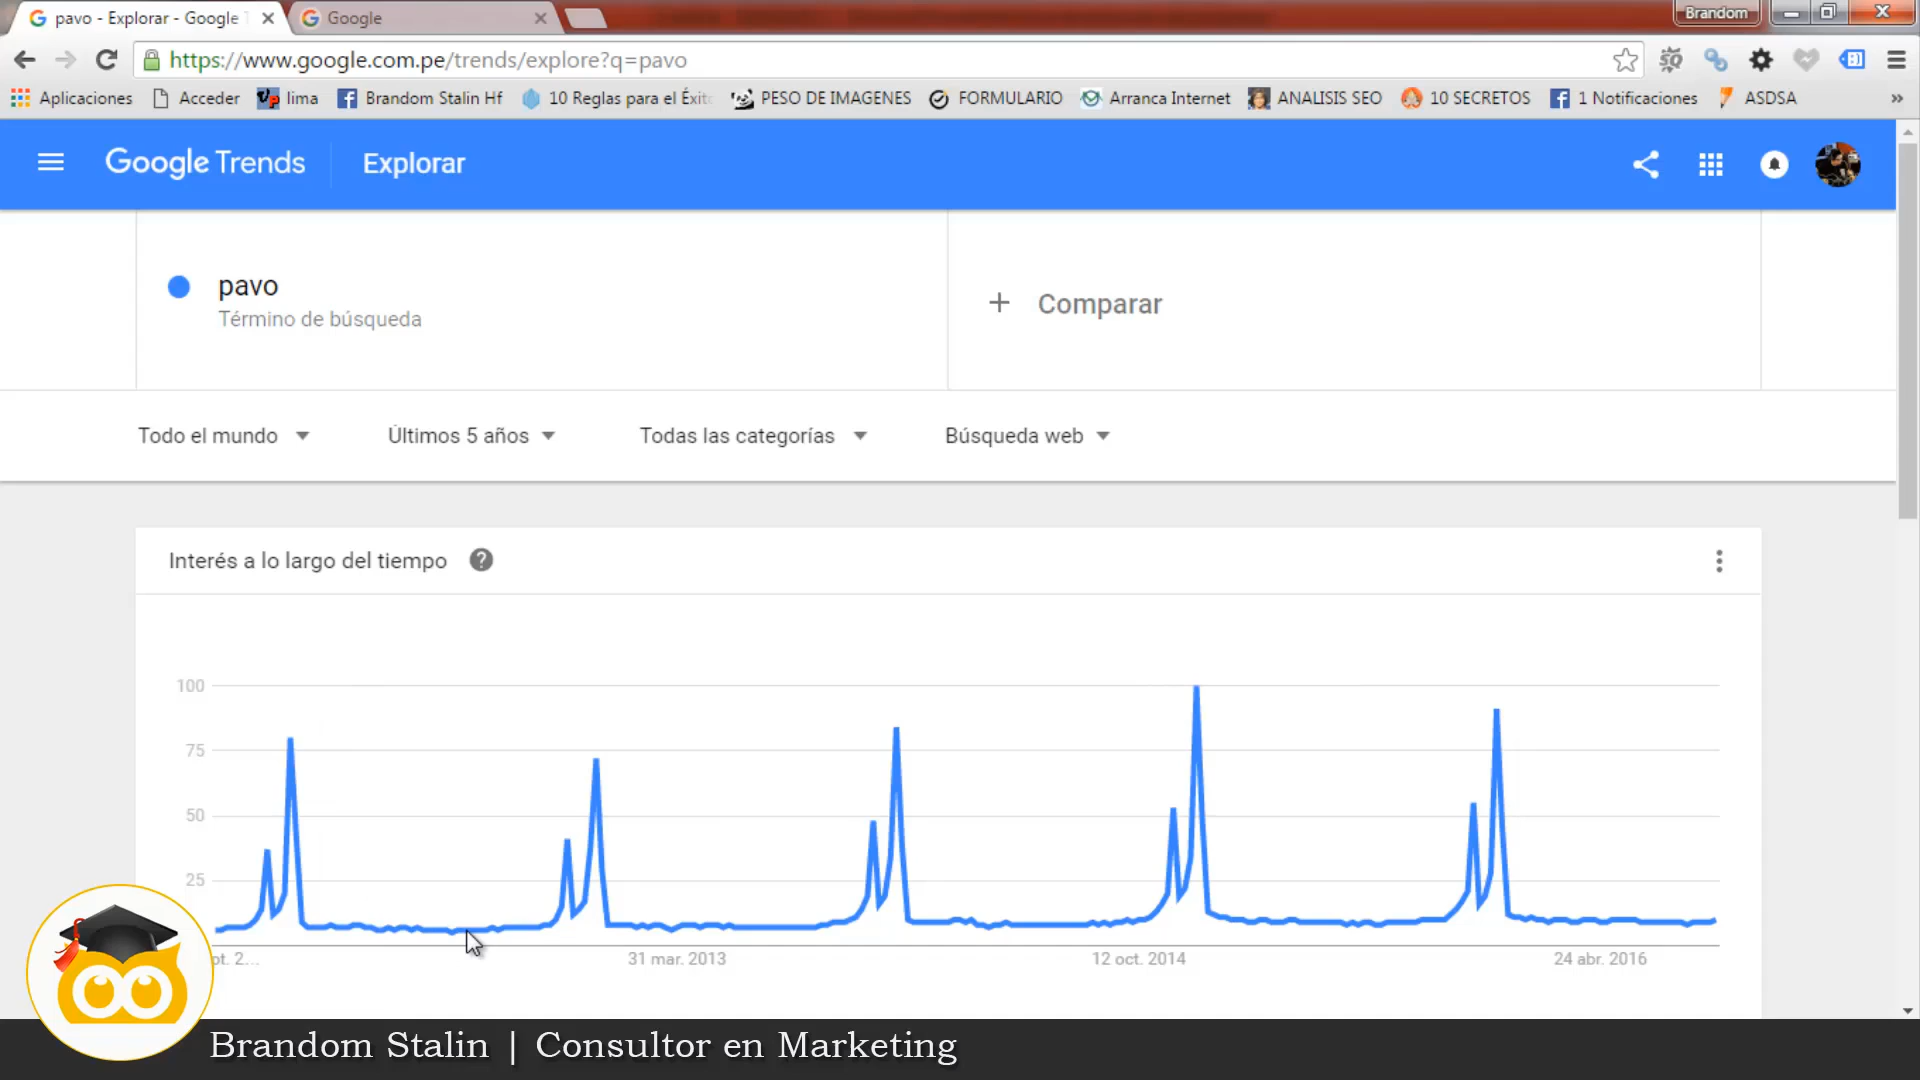 pavo - Explorar - Google T
Google
Brandom
https://www.google.com.pe/trends/explore?q=pavo
Aplicaciones
Acceder
lima
Brandom Stalin Hf
10 Reglas para el Éxito
PESO DE IMAGENES
FORMULARIO
Arranca Internet
ANALISIS SEO
10 SECRETOS
1 Notificaciones
ASDSA
»
Google Trends
Explorar
pavo
Término de búsqueda
+ Comparar
Todo el mundo
Últimos 5 años
Todas las categorías
Búsqueda web
Interés a lo largo del tiempo
?
100
75
50
25
pt. 2...
31 mar. 2013
12 oct. 2014
24 abr. 2016
Brandom Stalin | Consultor en Marketing